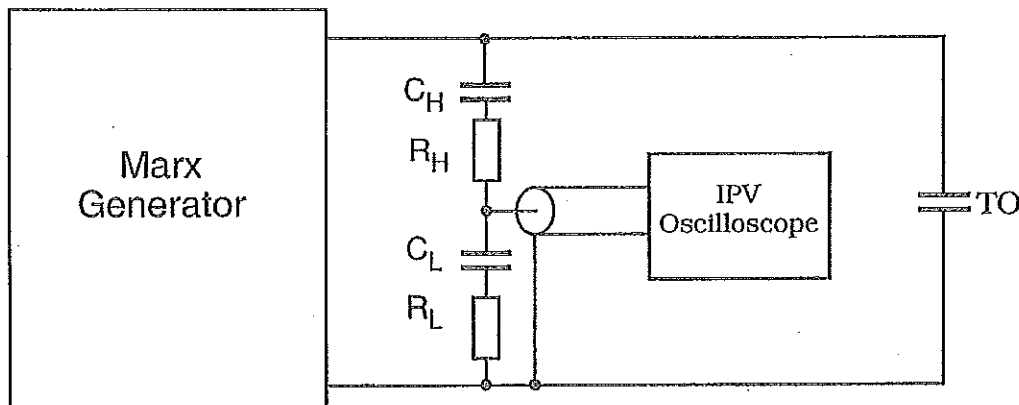 Marx
Generator
C_H
R_H
C_L
R_L
IPV
Oscilloscope
TO